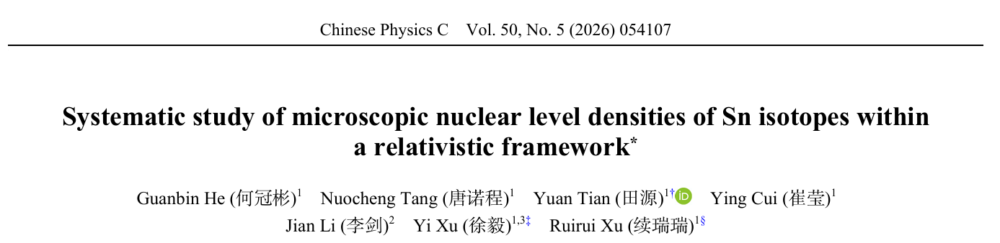 Chinese Physics C Vol. 50, No. 5 (2026) 054107
Systematic study of microscopic nuclear level densities of Sn isotopes within
a relativistic framework*
Guanbin He (何冠彬)1 Nuocheng Tang (唐诺程)1 Yuan Tian (田源)1† iD Ying Cui (崔莹)1
Jian Li (李剑)2 Yi Xu (徐毅)1,3‡ Ruirui Xu (续瑞瑞)1§